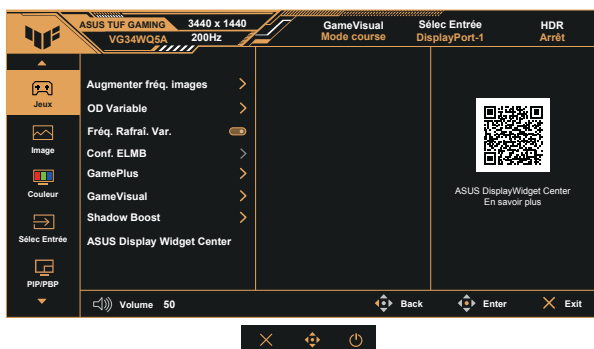 ASUS TUF GAMING 3440 x 1440
VG34WQ5A 200Hz
GameVisual
Mode course
Sélec Entrée
DisplayPort-1
HDR
Arrêt
Jeux
Image
Couleur
Sélec Entrée
PIP/PBP
Augmenter fréq. images
OD Variable
Fréq. Rafraî. Var.
Conf. ELMB
GamePlus
GameVisual
Shadow Boost
ASUS Display Widget Center
ASUS DisplayWidget Center
En savoir plus
Volume 50
Back
Enter
Exit